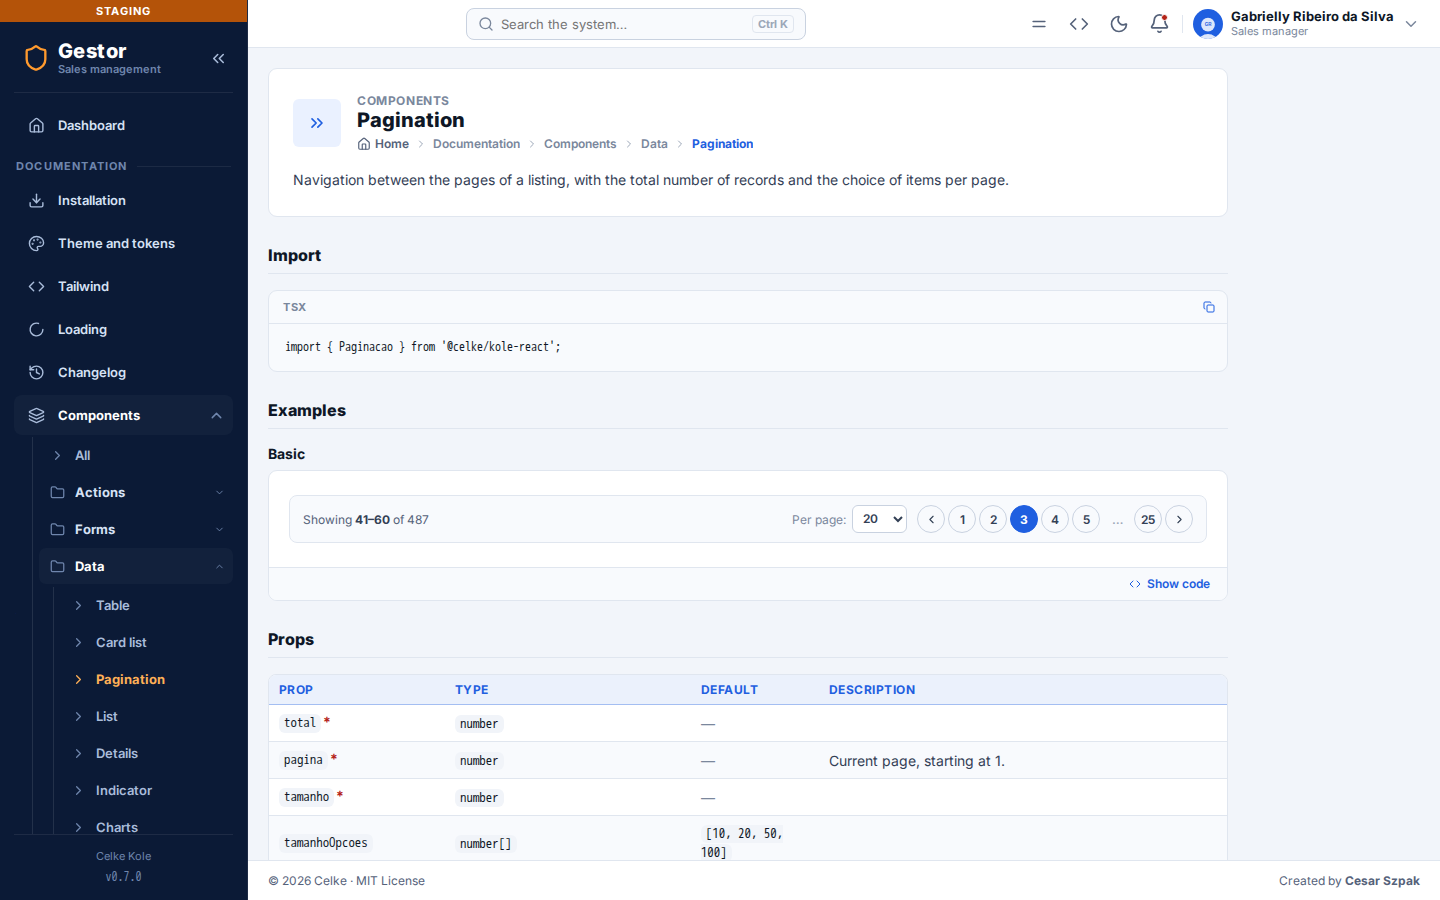 STAGING
Gestor
Sales management
Search the system...
Ctrl K
GR
Gabrielly Ribeiro da Silva
Sales manager
Dashboard
DOCUMENTATION
Installation
Theme and tokens
Tailwind
Loading
Changelog
Components
All
Actions
Forms
Data
Table
Card list
Pagination
List
Details
Indicator
Charts
Celke Kole
v0.7.0
COMPONENTS
Pagination
Home
Documentation
Components
Data
Pagination
Navigation between the pages of a listing, with the total number of records and the choice of items per page.
Import
TSX
import { Paginacao } from '@celke/kole-react';
Examples
Basic
Showing 41–60 of 487
Per page: 20 1 2 3 4 5 ... 25
Show code
Props
PROP TYPE DEFAULT DESCRIPTION
total * number —
pagina * number — Current page, starting at 1.
tamanho * number —
tamanhoOpcoes number[] [10, 20, 50,
100]
© 2026 Celke · MIT License
Created by Cesar Szpak